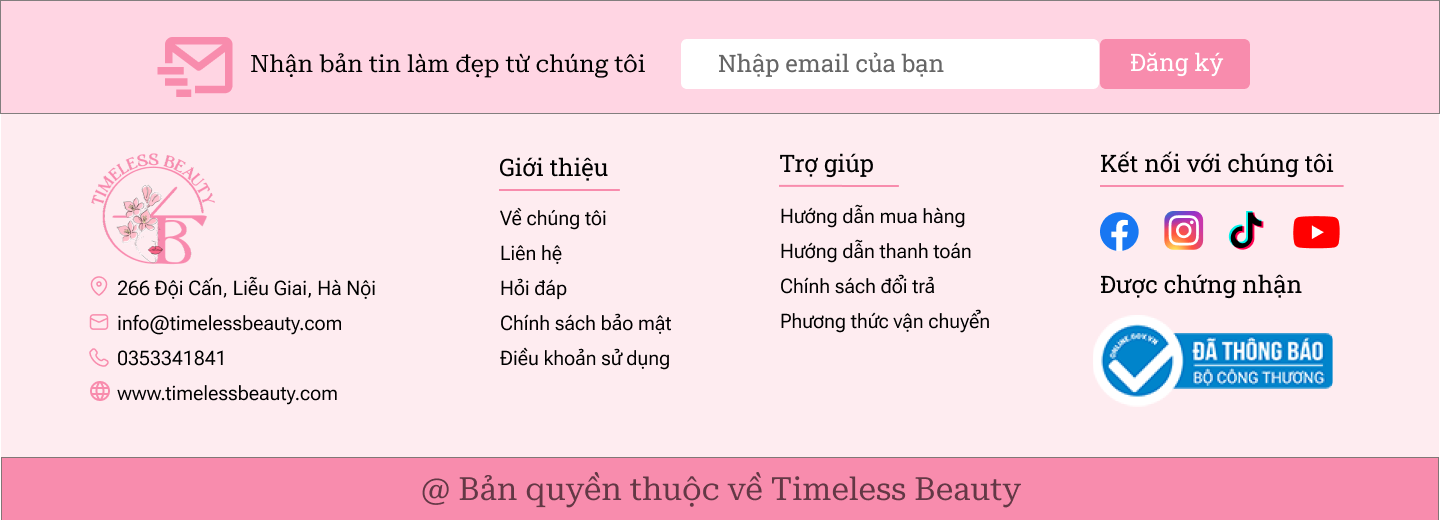 Nhận bản tin làm đẹp từ chúng tôi
Nhập email của bạn
Đăng ký
TIMELESS BEAUTY
B
266 Đội Cấn, Liễu Giai, Hà Nội
info@timelessbeauty.com
0353341841
www.timelessbeauty.com
Giới thiệu
Về chúng tôi
Liên hệ
Hỏi đáp
Chính sách bảo mật
Điều khoản sử dụng
Trợ giúp
Hướng dẫn mua hàng
Hướng dẫn thanh toán
Chính sách đổi trả
Phương thức vận chuyển
Kết nối với chúng tôi
Được chứng nhận
ONLINE.GOV.VN
ĐÃ THÔNG BÁO
BỘ CÔNG THƯƠNG
@ Bản quyền thuộc về Timeless Beauty